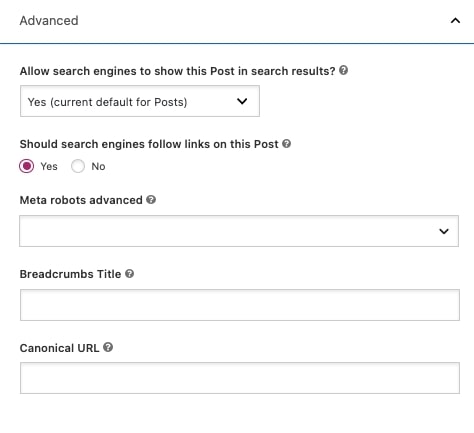 Advanced
Allow search engines to show this Post in search results?
Yes (current default for Posts)
Should search engines follow links on this Post
Yes No
Meta robots advanced
Breadcrumbs Title
Canonical URL